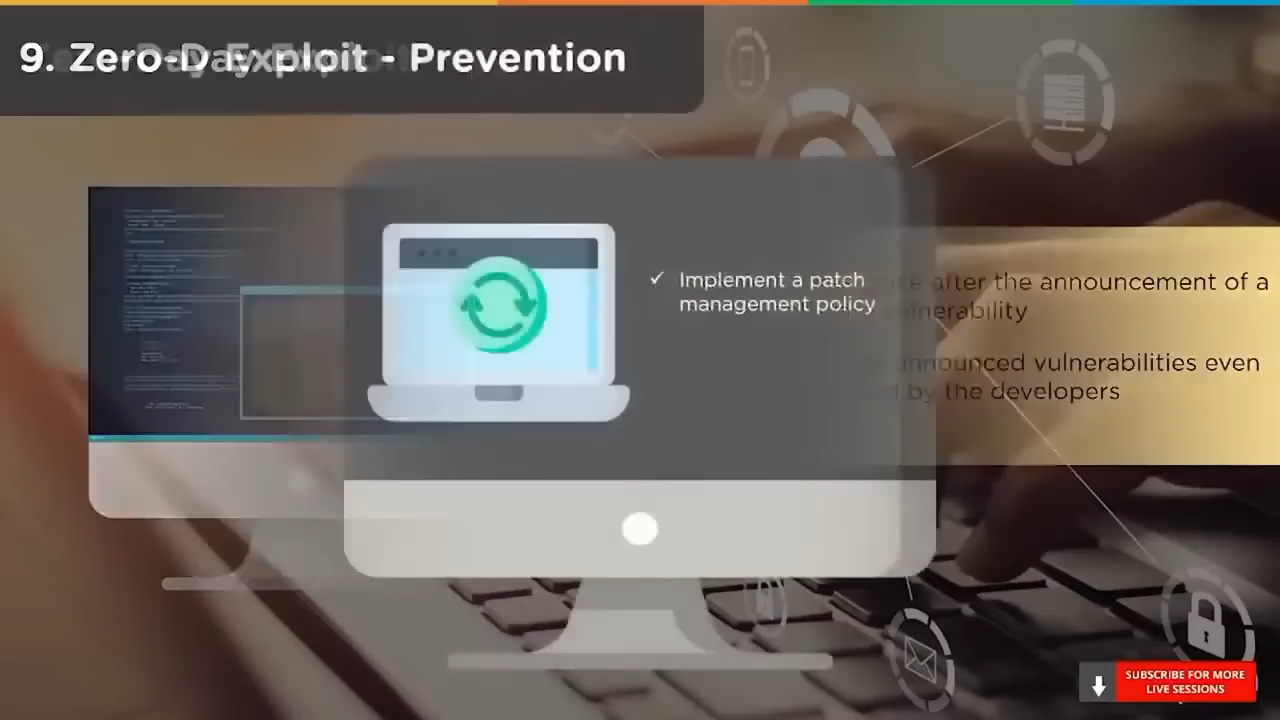 9. Zero-Day Exploit - Prevention
Implement a patch
management policy
after the announcement of a
announced vulnerabilities even
by the developers
SUBSCRIBE FOR MORE
LIVE SESSIONS